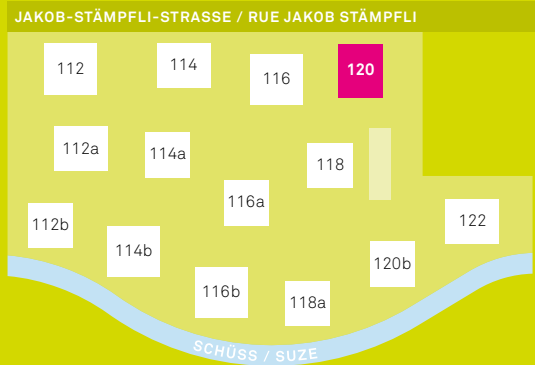 JAKOB-STÄMPFLI-STRASSE / RUE JAKOB STÄMPFLI
112
114
116
120
112a
114a
118
116a
112b
114b
122
120b
116b
118a
SCHÜSS / SUZE